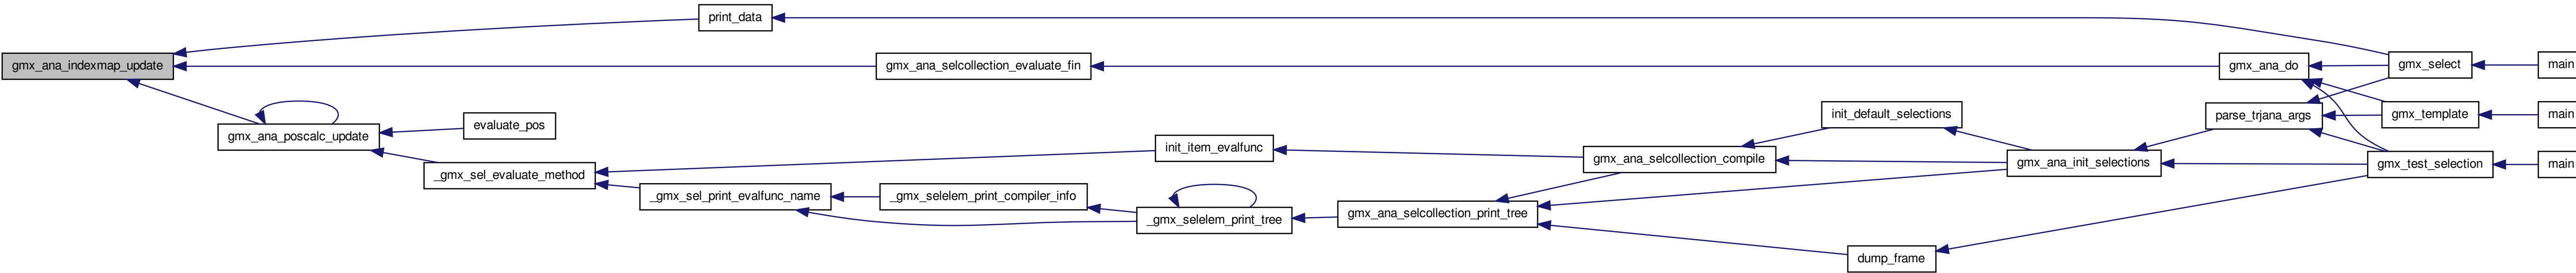 print_data
gmx_ana_indexmap_update
gmx_ana_selcollection_evaluate_fin
gmx_ana_do
gmx_select
main
gmx_ana_poscalc_update
evaluate_pos
init_default_selections
parse_trjana_args
gmx_template
main
_gmx_sel_evaluate_method
init_item_evalfunc
gmx_ana_selcollection_compile
gmx_ana_init_selections
gmx_test_selection
main
_gmx_sel_print_evalfunc_name
_gmx_selelem_print_compiler_info
_gmx_selelem_print_tree
gmx_ana_selcollection_print_tree
dump_frame